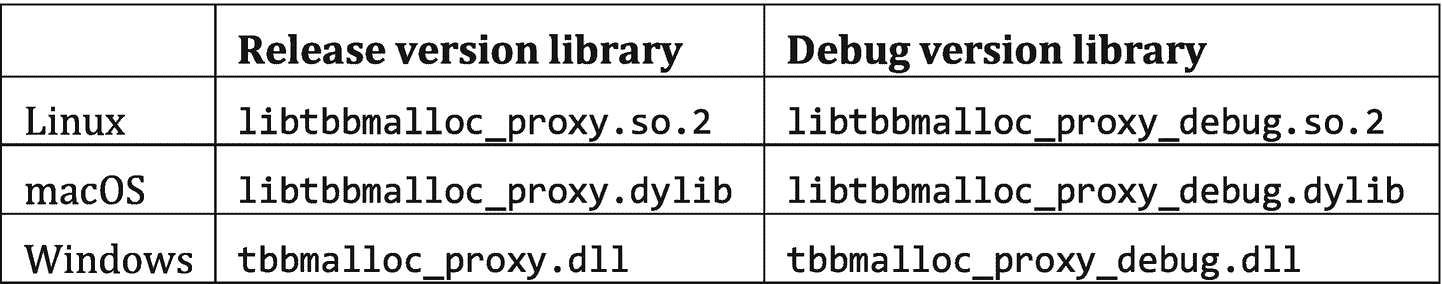 Release version library Debug version library
Linux libtbbmalloc_proxy.so.2 libtbbmalloc_proxy_debug.so.2
macOS libtbbmalloc_proxy.dylib libtbbmalloc_proxy_debug.dylib
Windows tbbmalloc_proxy.dll tbbmalloc_proxy_debug.dll